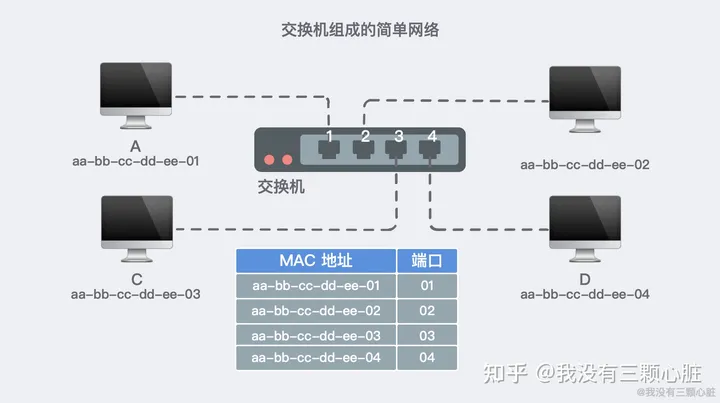 交换机组成的简单网络
1 2 3 4
A
aa-bb-cc-dd-ee-01
aa-bb-cc-dd-ee-02
交换机
C
aa-bb-cc-dd-ee-03
D
aa-bb-cc-dd-ee-04
MAC 地址 端口
aa-bb-cc-dd-ee-01 01
aa-bb-cc-dd-ee-02 02
aa-bb-cc-dd-ee-03 03
aa-bb-cc-dd-ee-04 04
知乎 @我没有三颗心脏
@我没有三颗心脏